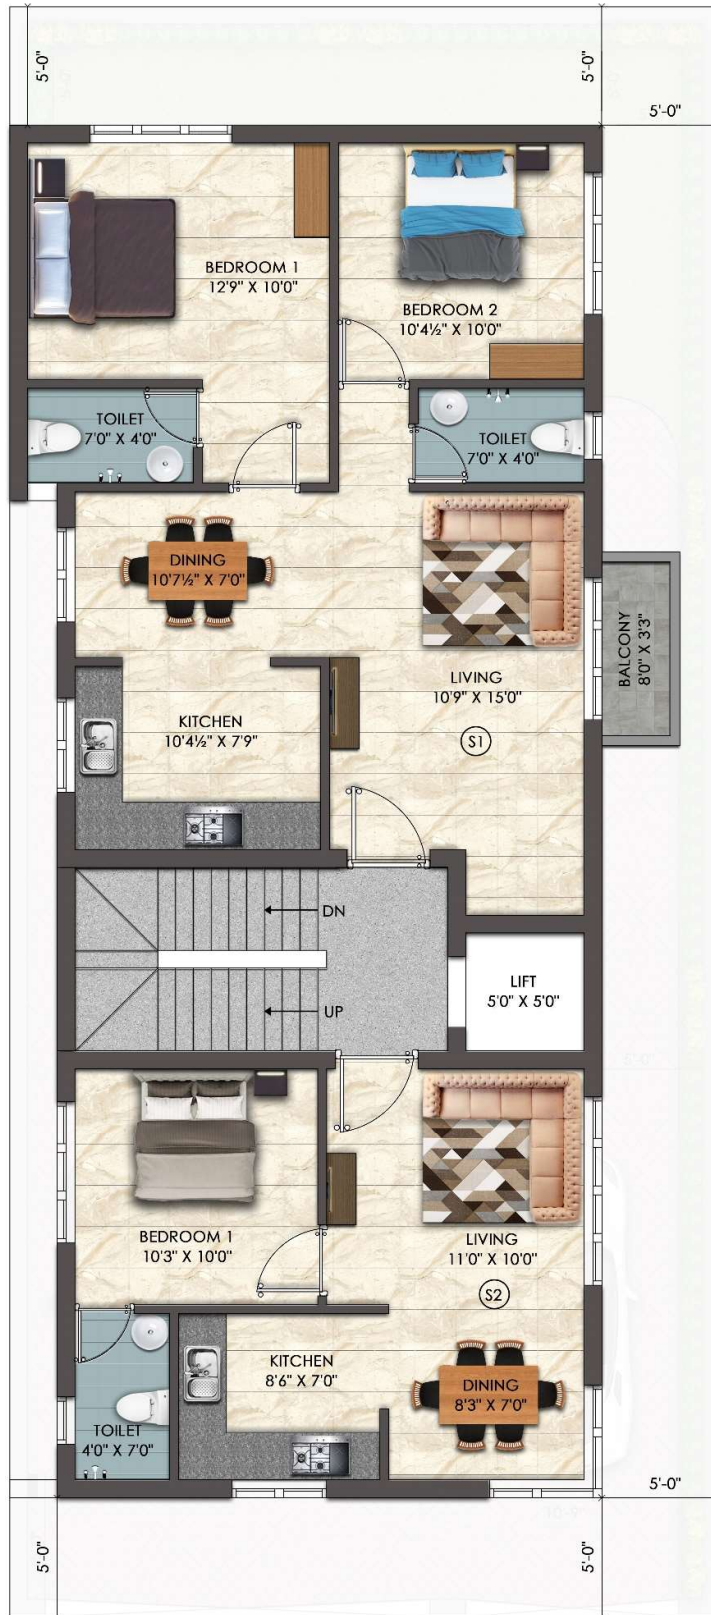 5'-0"
5'-0"
5'-0"
BEDROOM 1
12'9" X 10'0"
BEDROOM 2
10'4½" X 10'0"
TOILET
7'0" X 4'0"
TOILET
7'0" X 4'0"
DINING
10'7½" X 7'0"
BALCONY
8'0" X 3'3"
LIVING
10'9" X 15'0"
S1
KITCHEN
10'4½" X 7'9"
DN
UP
LIFT
5'0" X 5'0"
BEDROOM 1
10'3" X 10'0"
LIVING
11'0" X 10'0"
S2
KITCHEN
8'6" X 7'0"
DINING
8'3" X 7'0"
TOILET
4'0" X 7'0"
5'-0"
5'-0"
5'-0"